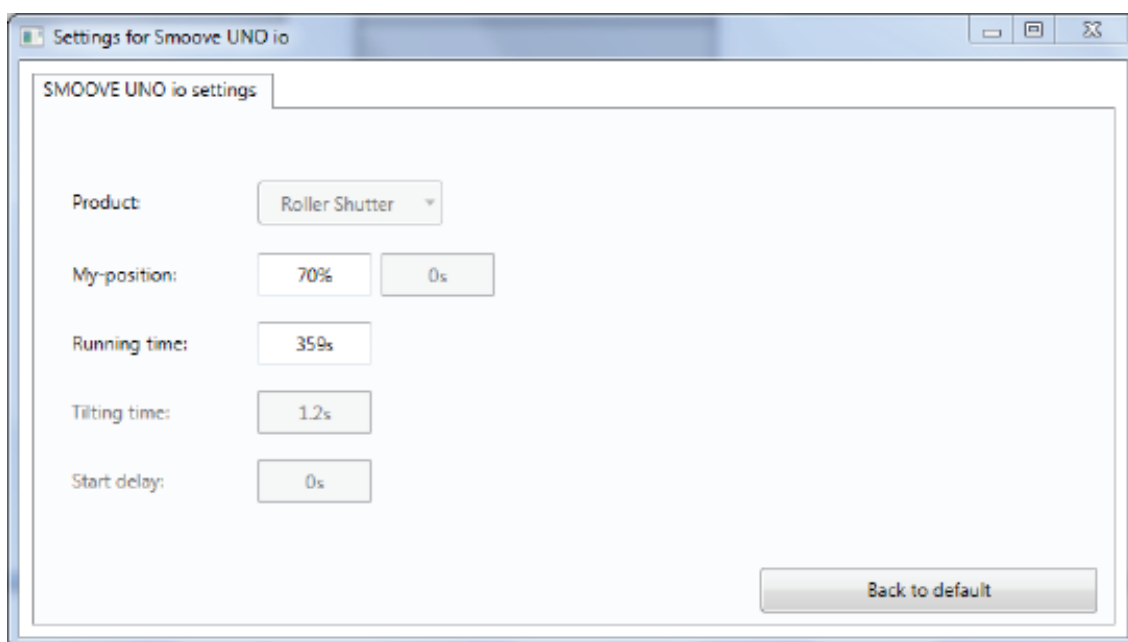 Settings for Smoove UNO io
SMOOVE UNO io settings
Product: Roller Shutter
My-position: 70% 0s
Running time: 359s
Tilting time: 1.2s
Start delay: 0s
Back to default